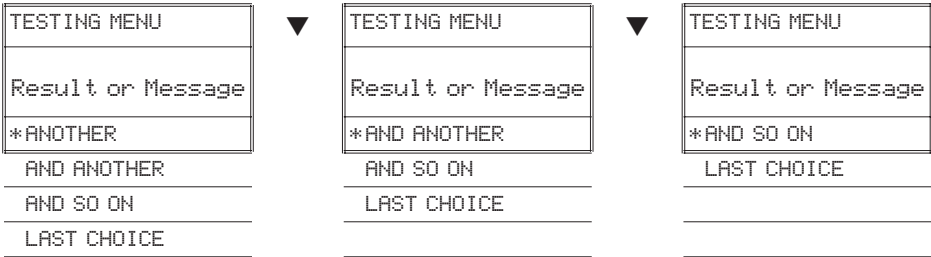 TESTING MENU
Result or Message
*ANOTHER
AND ANOTHER
AND SO ON
LAST CHOICE
▼
TESTING MENU
Result or Message
*AND ANOTHER
AND SO ON
LAST CHOICE
▼
TESTING MENU
Result or Message
*AND SO ON
LAST CHOICE